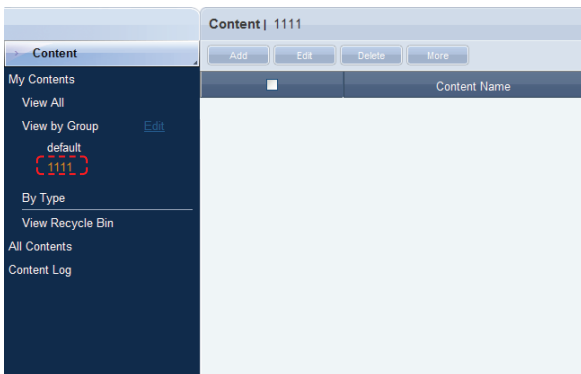 Content | 1111
Content
Add Edit Delete More
My Contents
Content Name
View All
View by Group Edit
default
1111
By Type
View Recycle Bin
All Contents
Content Log